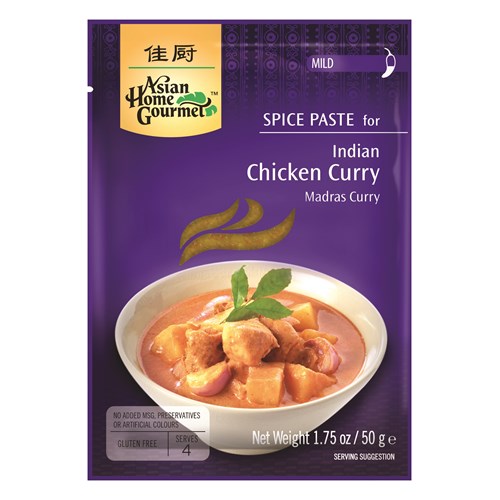 佳厨
Asian
Home
Gourmet™
MILD
SPICE PASTE for
Indian
Chicken Curry
Madras Curry
NO ADDED MSG, PRESERVATIVES
OR ARTIFICIAL COLOURS
GLUTEN FREE
SERVES
4
Net Weight 1.75 oz / 50 g e
SERVING SUGGESTION